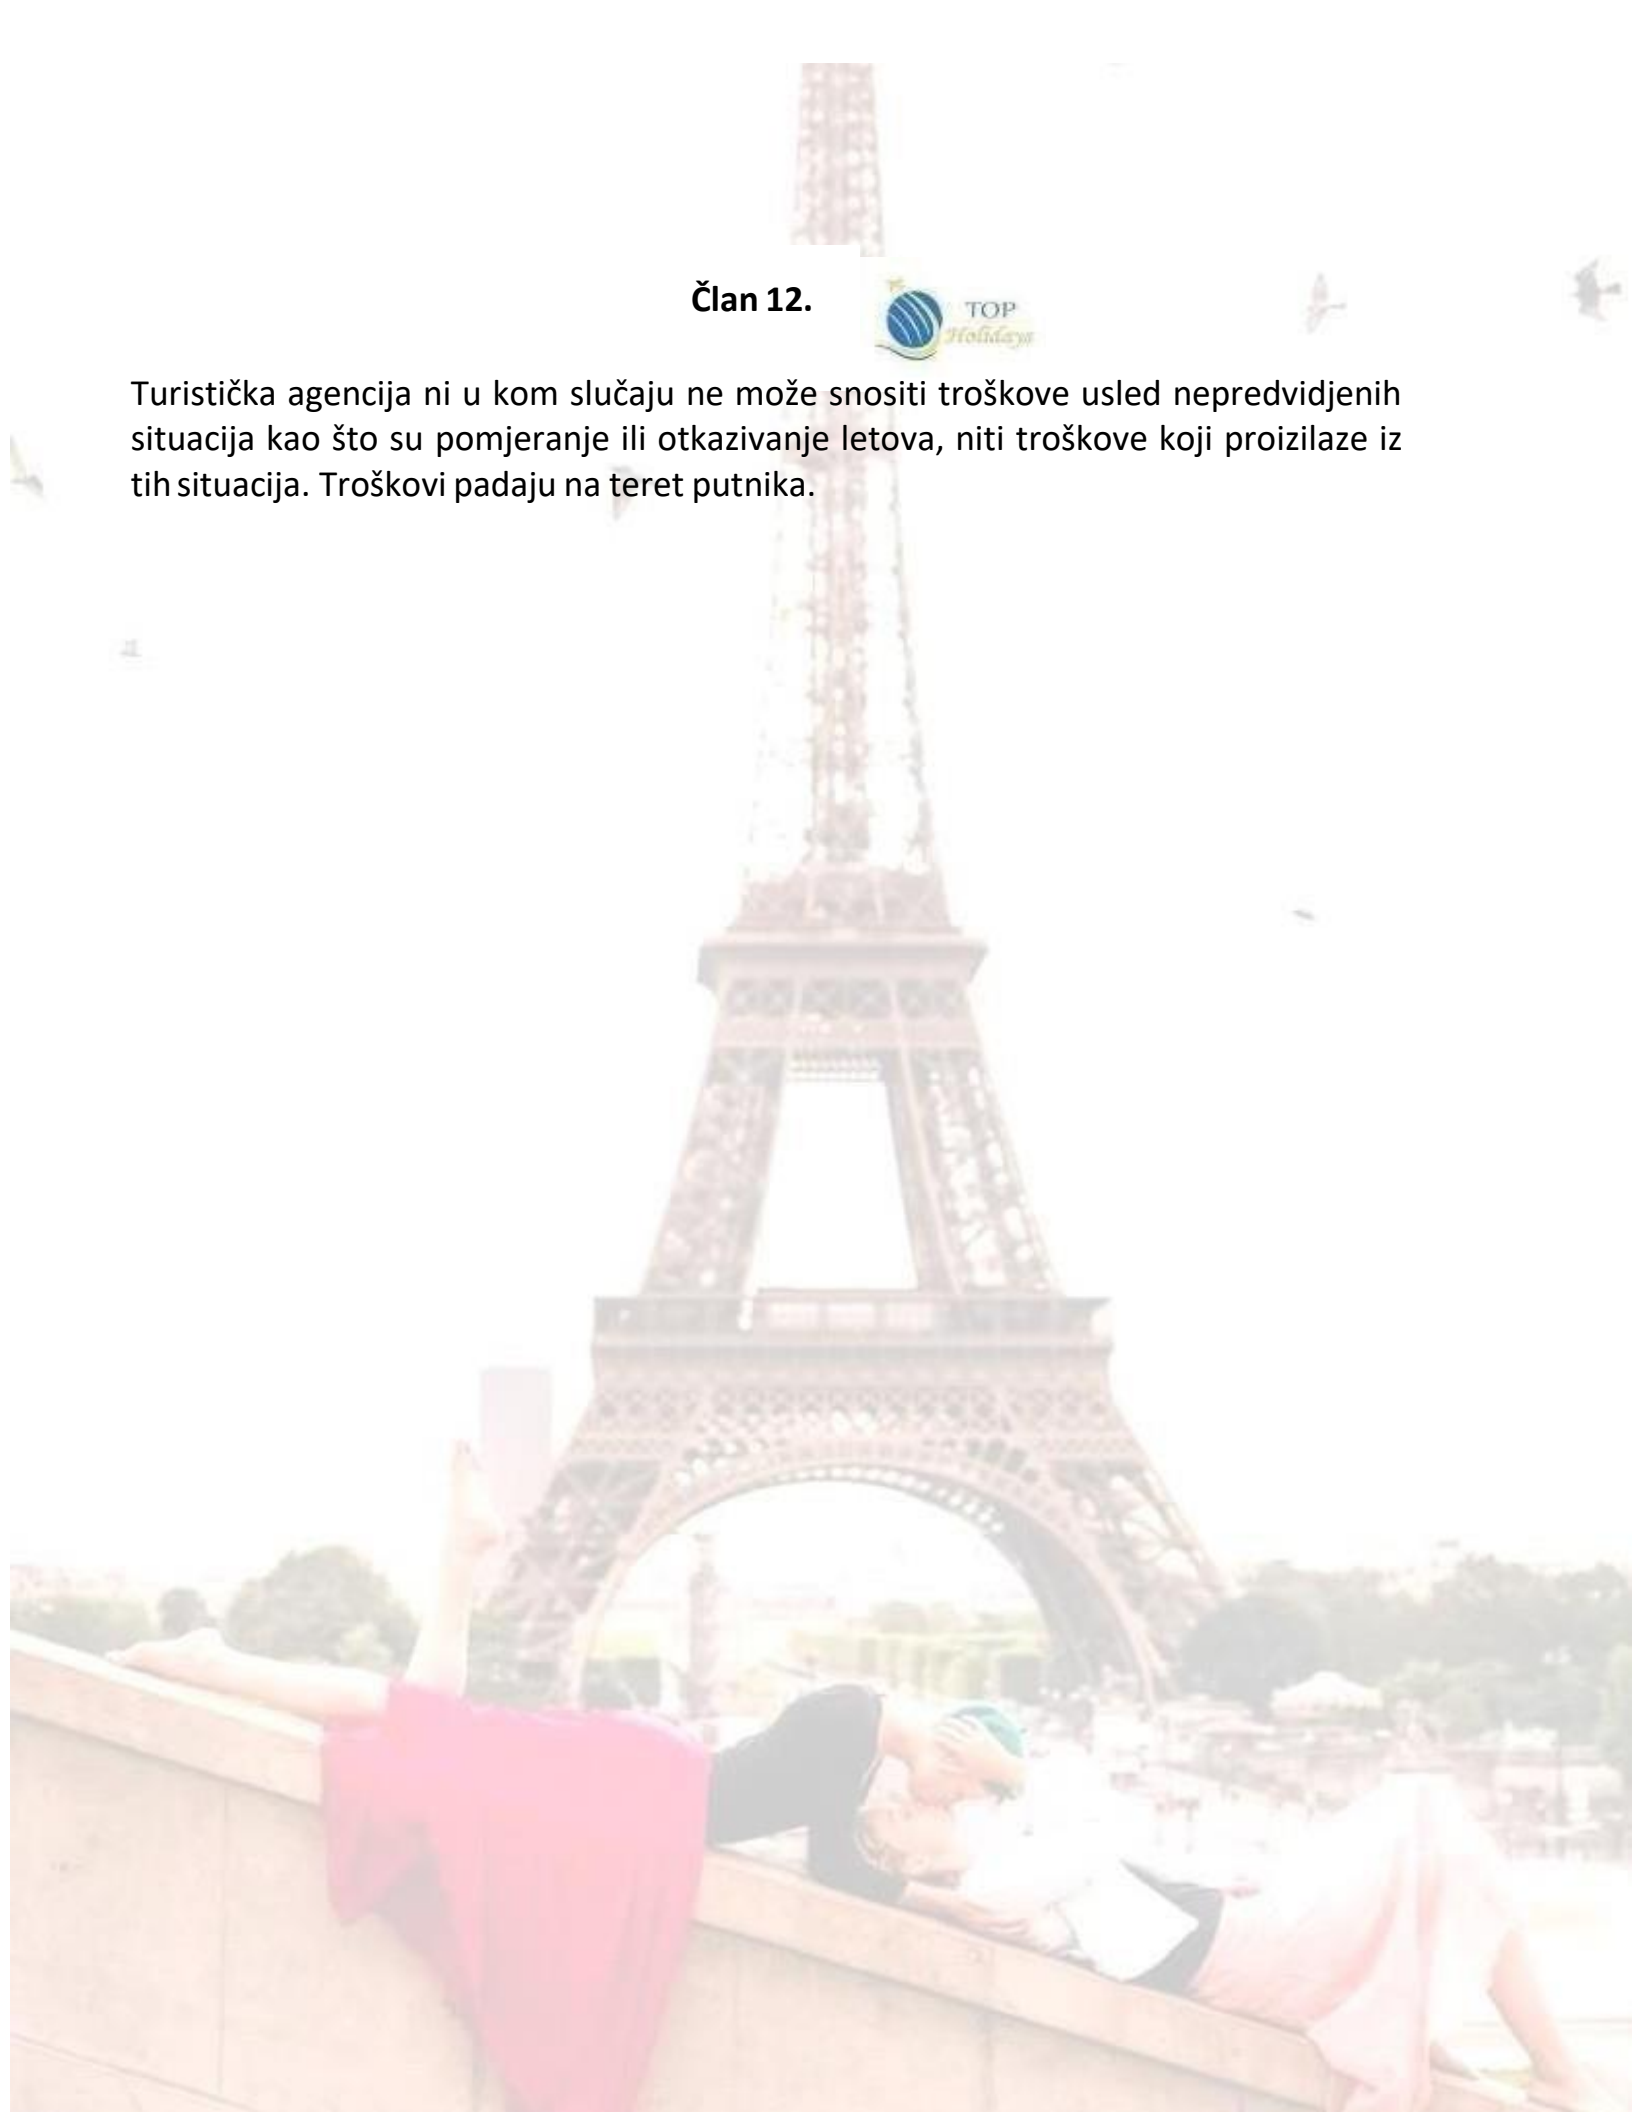 Član 12.
TOP
Holidays
Turistička agencija ni u kom slučaju ne može snositi troškove usled nepredvidjenih
situacija kao što su pomjeranje ili otkazivanje letova, niti troškove koji proizilaze iz
tih situacija. Troškovi padaju na teret putnika.